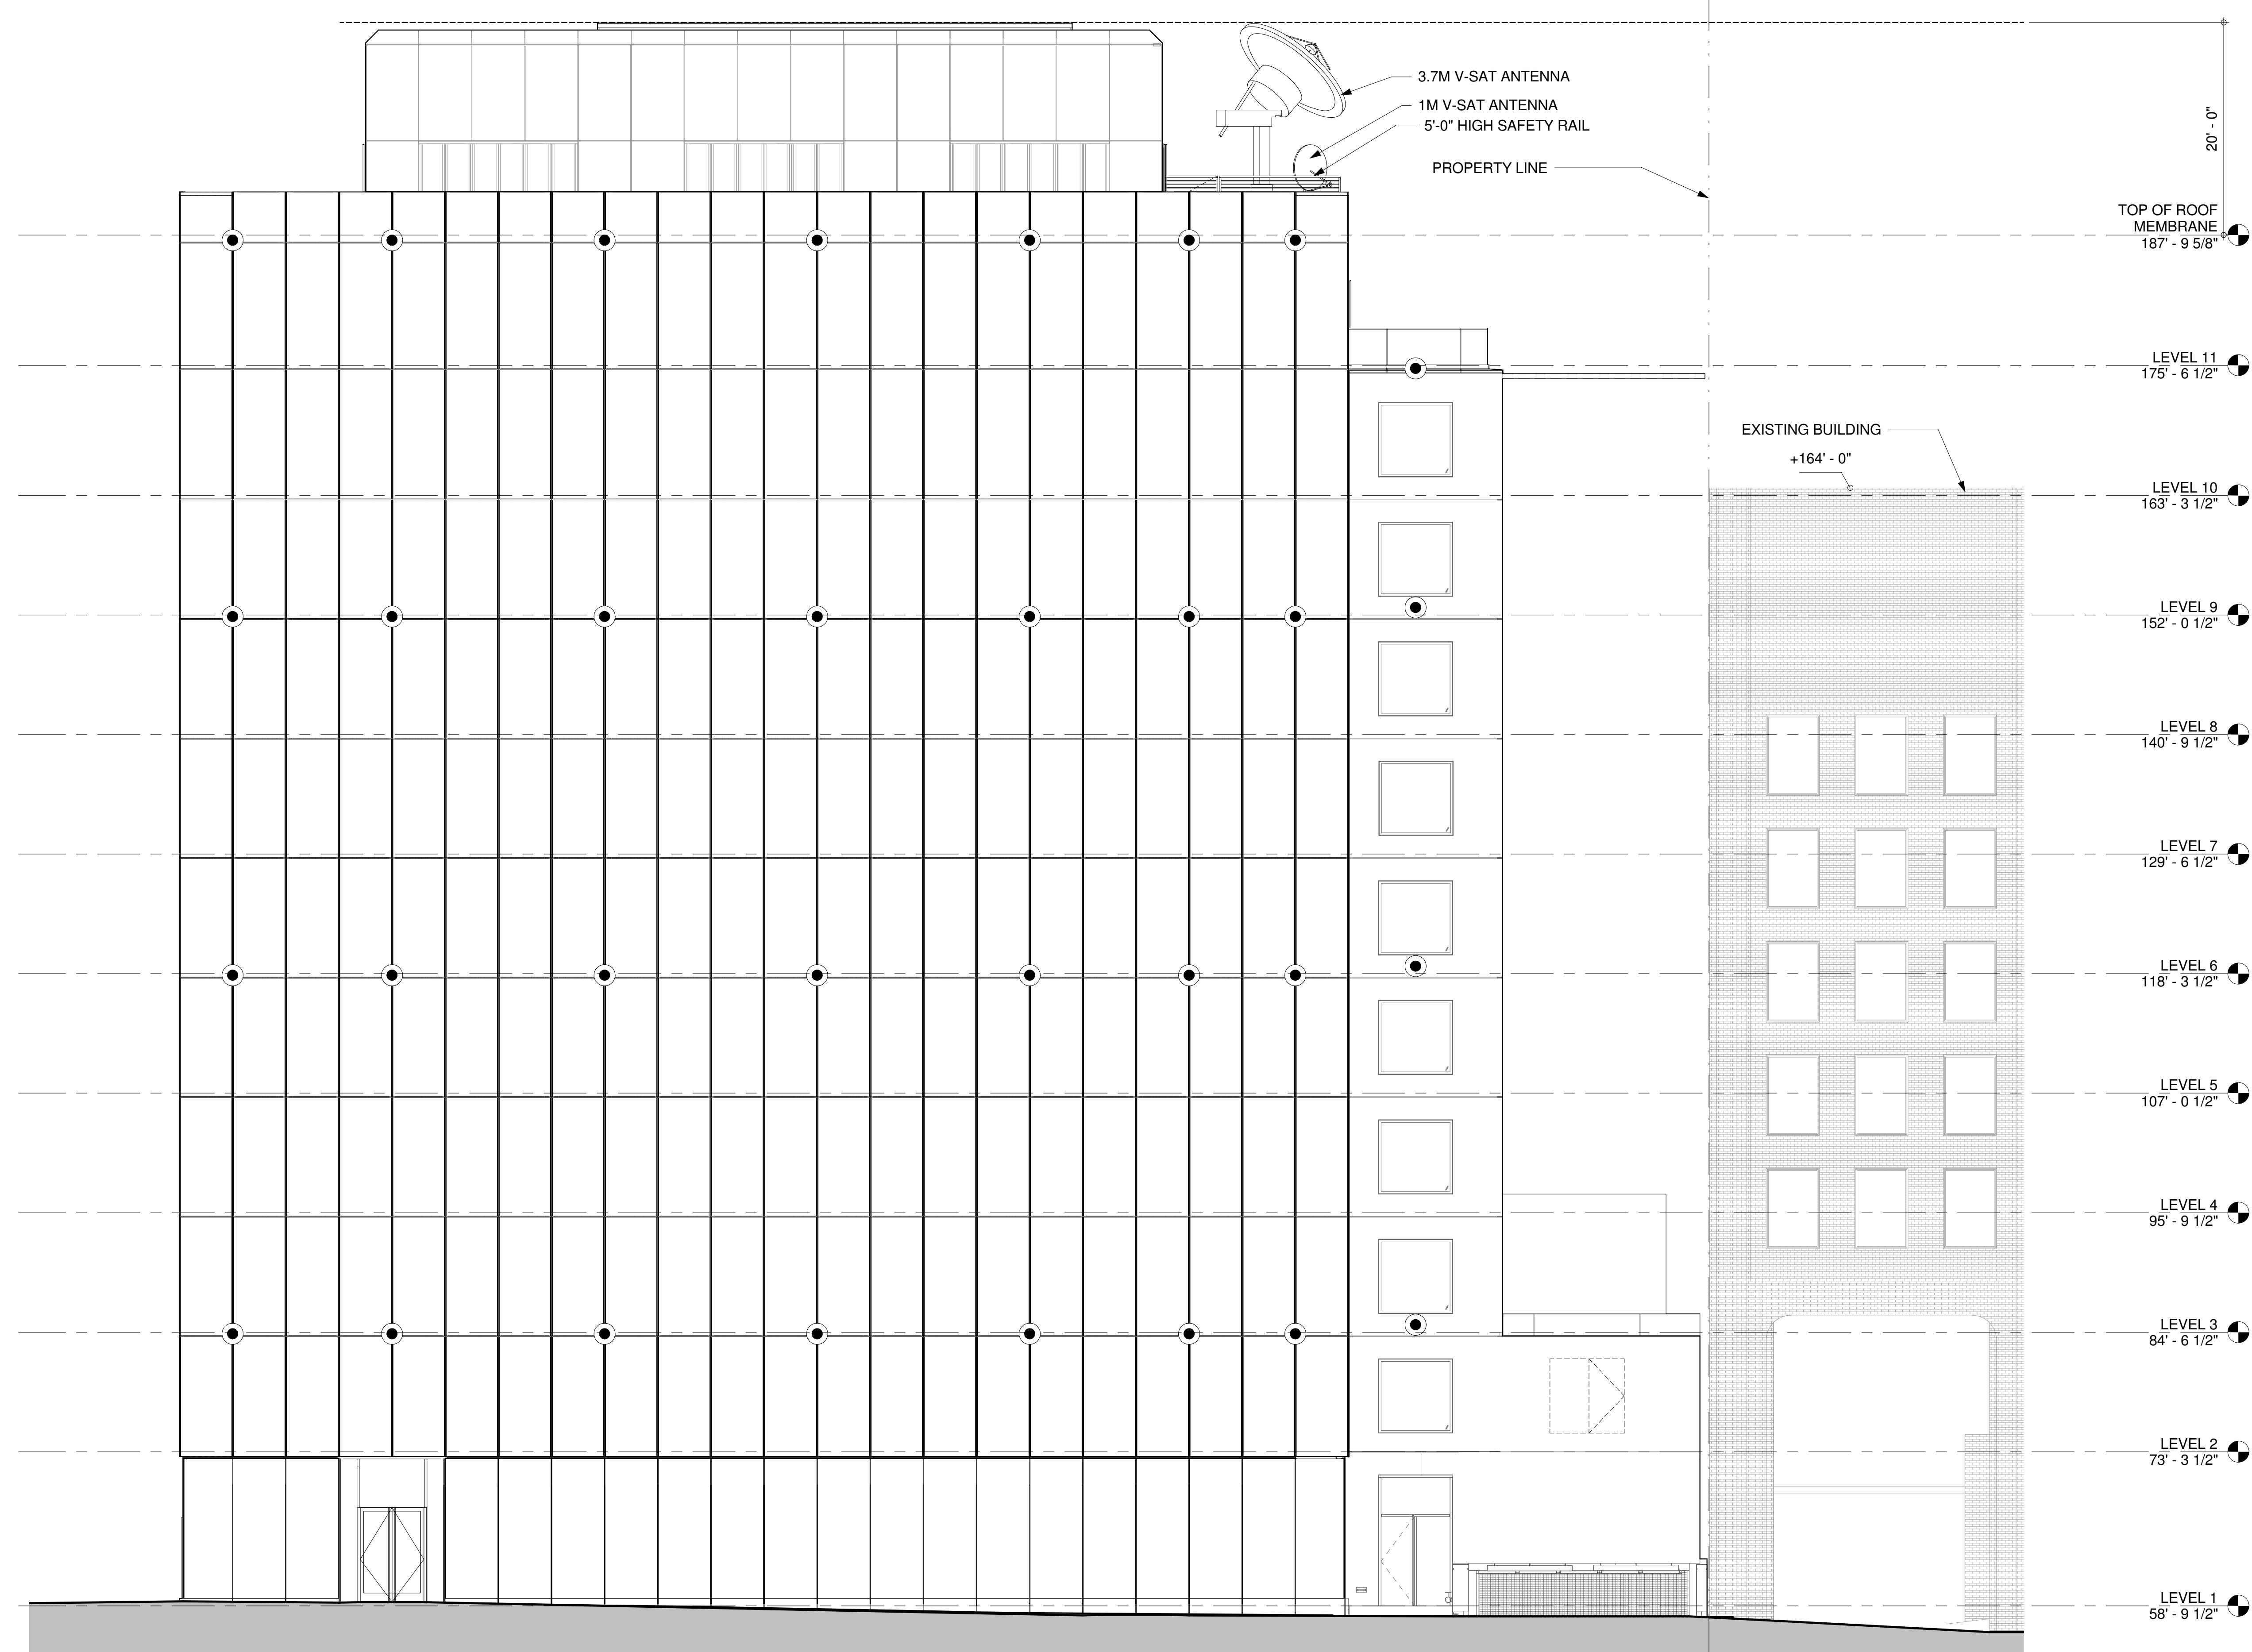 3.7M V-SAT ANTENNA
1M V-SAT ANTENNA
5'-0" HIGH SAFETY RAIL
PROPERTY LINE
20' - 0"
TOP OF ROOF
MEMBRANE
187' - 9 5/8"
LEVEL 11
175' - 6 1/2"
EXISTING BUILDING
+164' - 0"
LEVEL 10
163' - 3 1/2"
LEVEL 9
152' - 0 1/2"
LEVEL 8
140' - 9 1/2"
LEVEL 7
129' - 6 1/2"
LEVEL 6
118' - 3 1/2"
LEVEL 5
107' - 0 1/2"
LEVEL 4
95' - 9 1/2"
LEVEL 3
84' - 6 1/2"
LEVEL 2
73' - 3 1/2"
LEVEL 1
58' - 9 1/2"